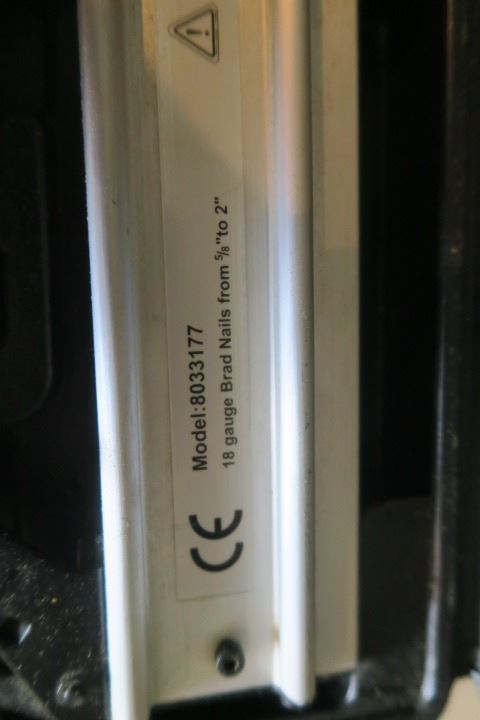 CE
Model:8033177
18 gauge Brad Nails from ⅝"to 2"